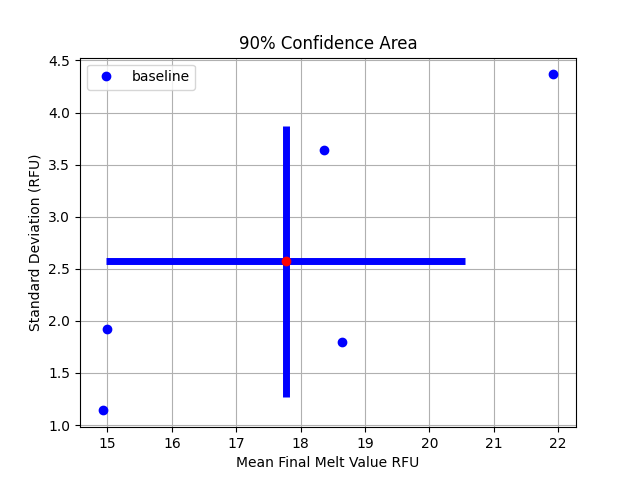 90% Confidence Area
baseline
Standard Deviation (RFU)
4.5
4.0
3.5
3.0
2.5
2.0
1.5
1.0
15 16 17 18 19 20 21 22
Mean Final Melt Value RFU